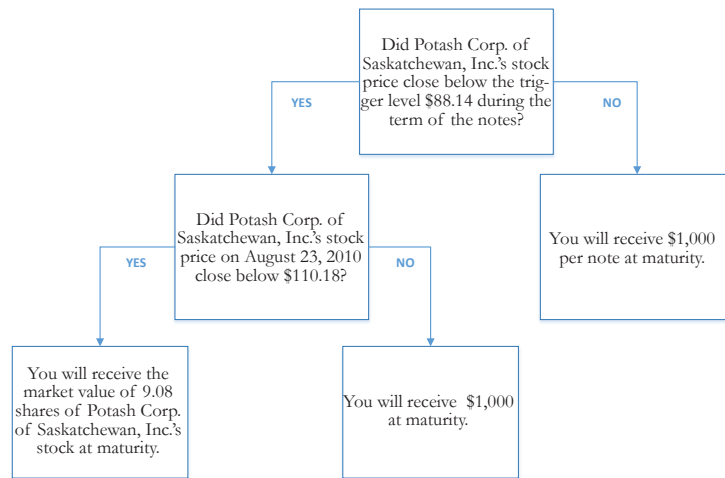 Did Potash Corp. of
Saskatchewan, Inc.'s stock
price close below the trig-
ger level $88.14 during the
term of the notes?
YES
NO
Did Potash Corp. of
Saskatchewan, Inc.'s stock
price on August 23, 2010
close below $110.18?
You will receive $1,000
per note at maturity.
YES
NO
You will receive the
market value of 9.08
shares of Potash Corp.
of Saskatchewan, Inc.'s
stock at maturity.
You will receive $1,000
at maturity.